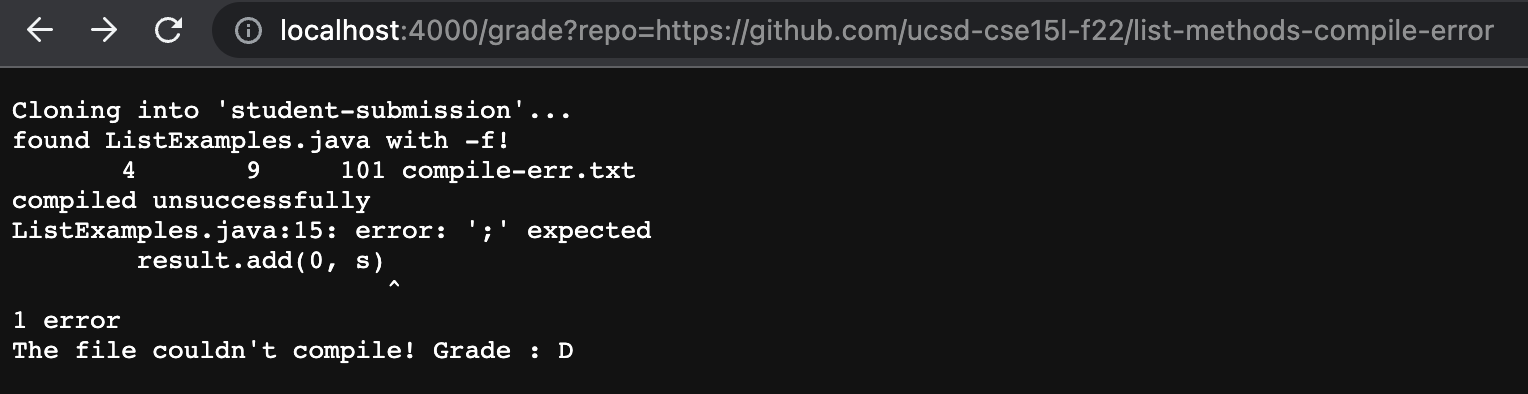 localhost:4000/grade?repo=https://github.com/ucsd-cse15l-f22/list-methods-compile-error
Cloning into 'student-submission'...
found ListExamples.java with -f!
       4       9     101 compile-err.txt
compiled unsuccessfully
ListExamples.java:15: error: ';' expected
        result.add(0, s)
                        ^
1 error
The file couldn't compile! Grade : D